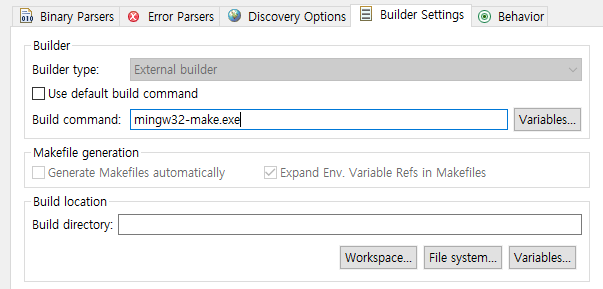 Binary Parsers Error Parsers Discovery Options Builder Settings Behavior
Builder
Builder type: External builder
Use default build command
Build command: mingw32-make.exe Variables...
Makefile generation
Generate Makefiles automatically Expand Env. Variable Refs in Makefiles
Build location
Build directory:
Workspace... File system... Variables...